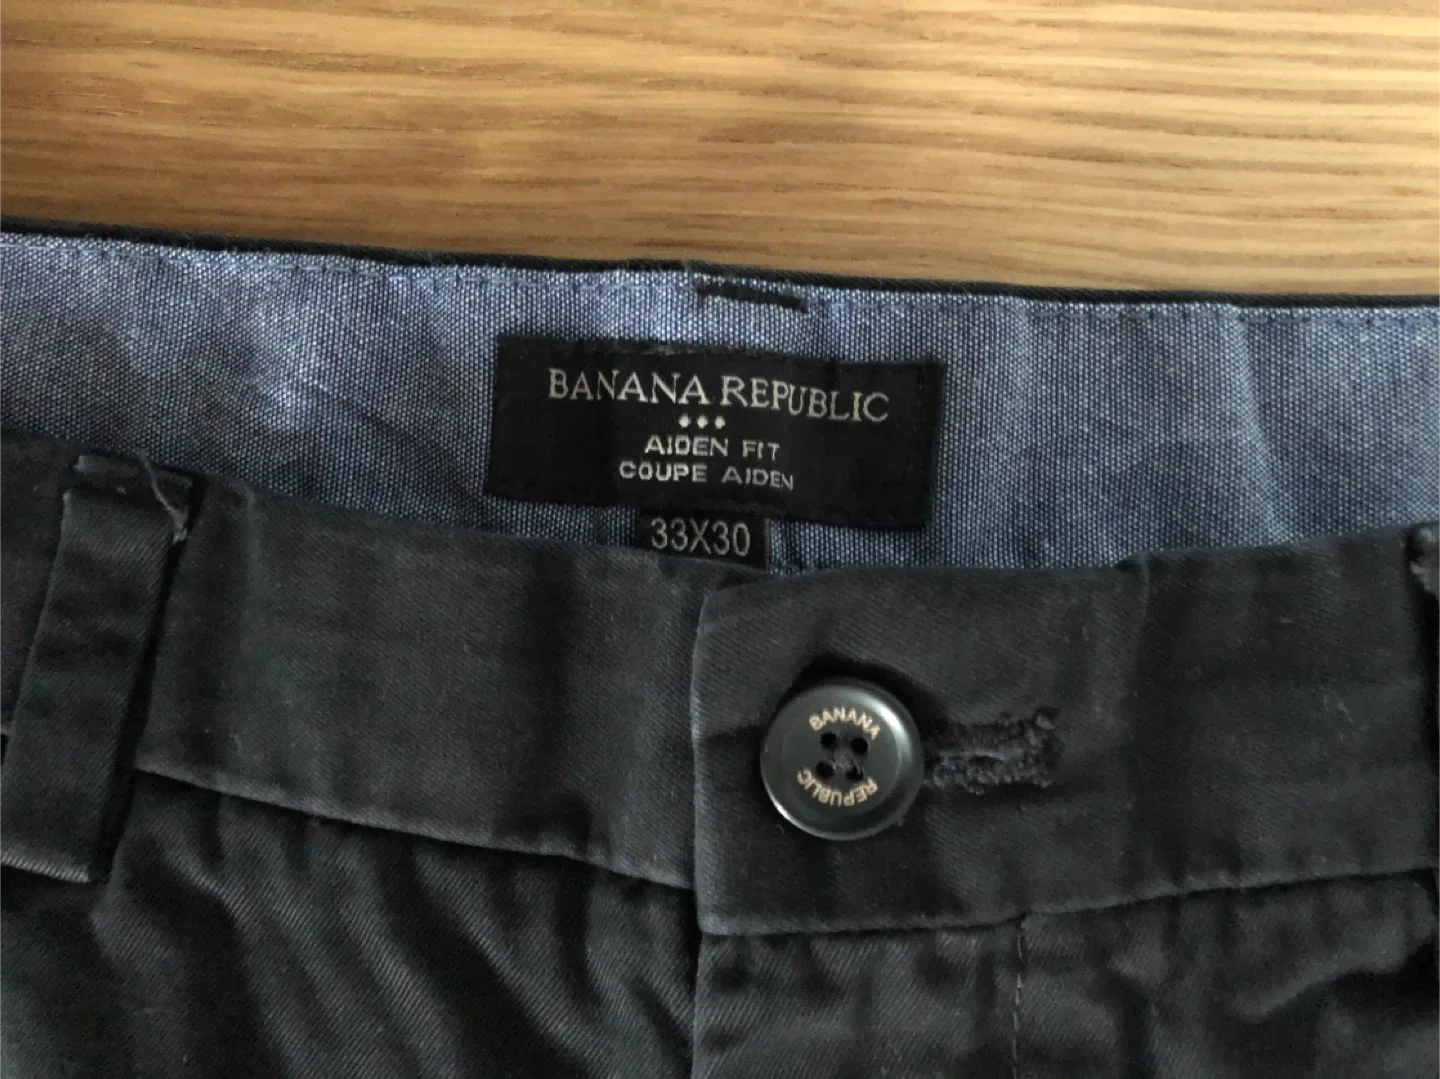 BANANA REPUBLIC
AIDEN FIT
COUPE AIDEN
33X30
BANANA
REPUBLIC